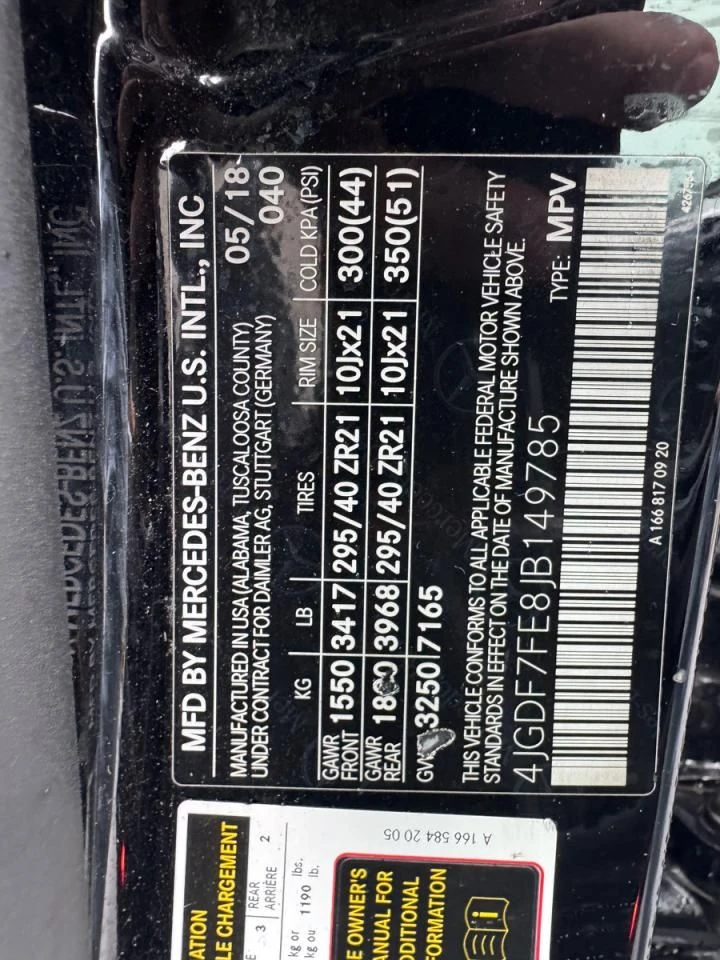 MFD BY MERCEDES-BENZ U.S. INTL., INC
MANUFACTURED IN USA (ALABAMA, TUSCALOOSA COUNTY) 05/18
UNDER CONTRACT FOR DAIMLER AG, STUTTGART (GERMANY) 040
KG LB TIRES RIM SIZE COLD KPA (PSI)
GAWR FRONT 1550 3417 295/40 ZR21 10Jx21 300(44)
GAWR REAR 3968 295/40 ZR21 10Jx21 350(51)
3250 7165
THIS VEHICLE CONFORMS TO ALL APPLICABLE FEDERAL MOTOR VEHICLE SAFETY
STANDARDS IN EFFECT ON THE DATE OF MANUFACTURE SHOWN ABOVE.
4JGDF7FE8JB149785 TYPE: MPV
A 166 817 09 20
REAR
ARRIÈRE 2
3
kg or 1190 lbs.
kg ou lb.
A 166 584 20 05
OWNER'S
FOR